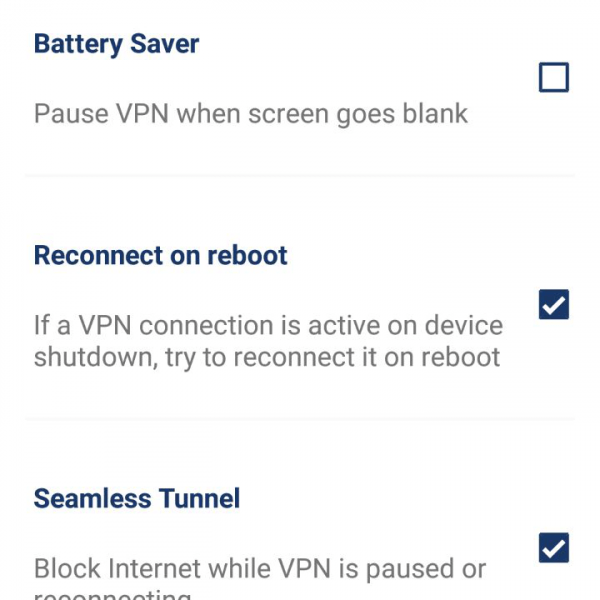 Battery Saver
Pause VPN when screen goes blank
Reconnect on reboot
If a VPN connection is active on device
shutdown, try to reconnect it on reboot
Seamless Tunnel
Block Internet while VPN is paused or
reconnecting